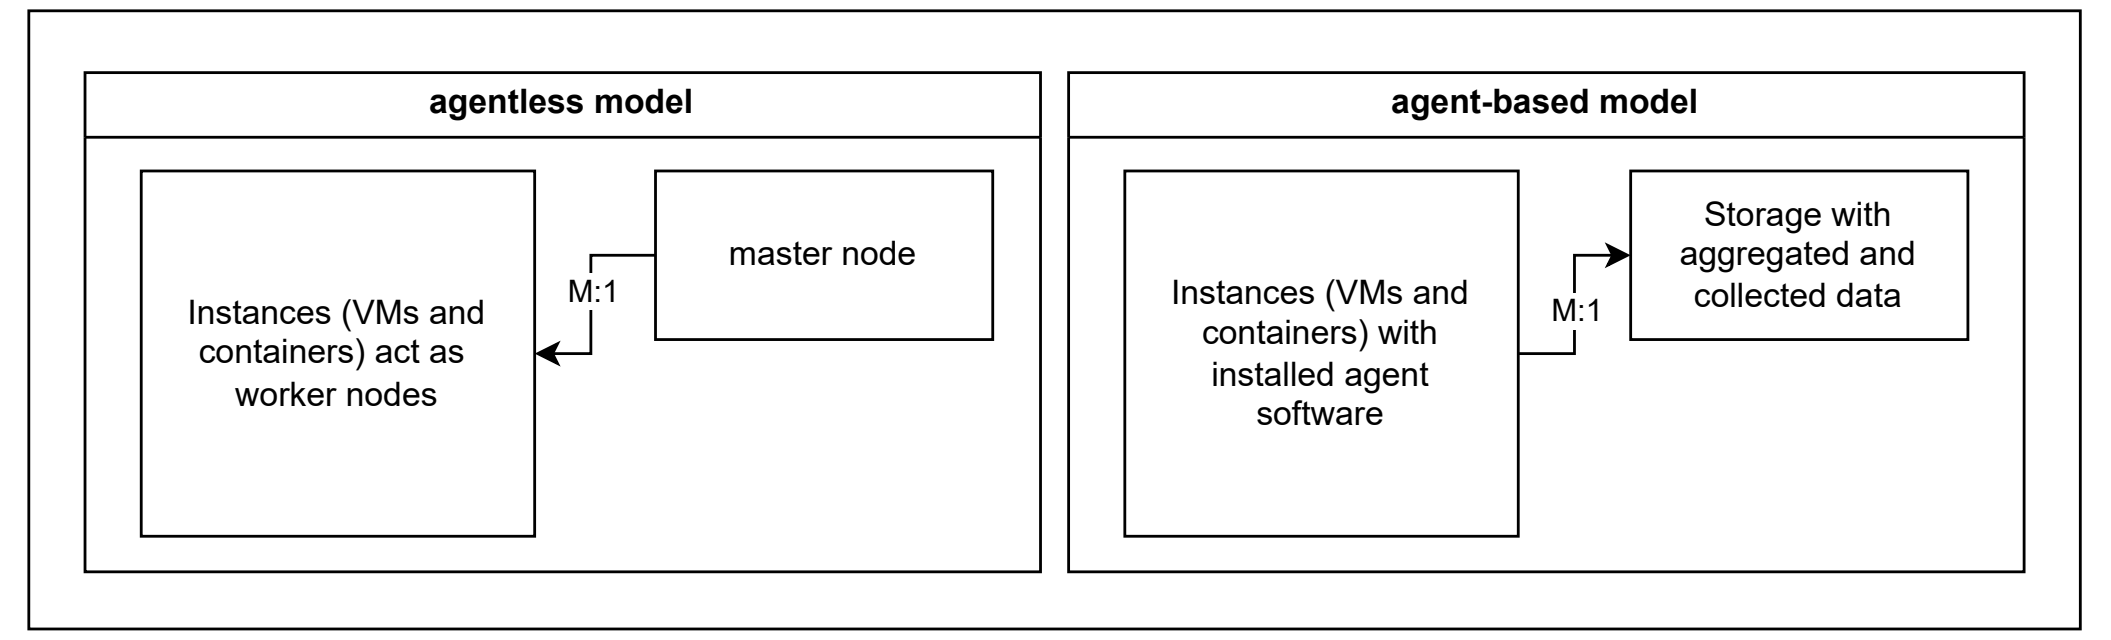 agentless model
Instances (VMs and
containers) act as
worker nodes
M:1
master node
agent-based model
Instances (VMs and
containers) with
installed agent
software
M:1
Storage with
aggregated and
collected data